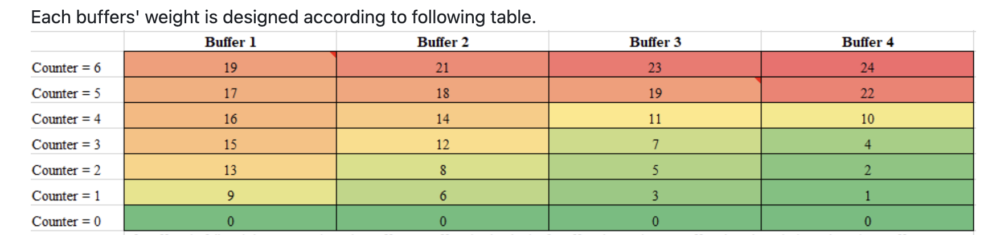 Each buffers' weight is designed according to following table.
Buffer 1 Buffer 2 Buffer 3 Buffer 4
Counter = 6 19 21 23 24
Counter = 5 17 18 19 22
Counter = 4 16 14 11 10
Counter = 3 15 12 7 4
Counter = 2 13 8 5 2
Counter = 1 9 6 3 1
Counter = 0 0 0 0 0